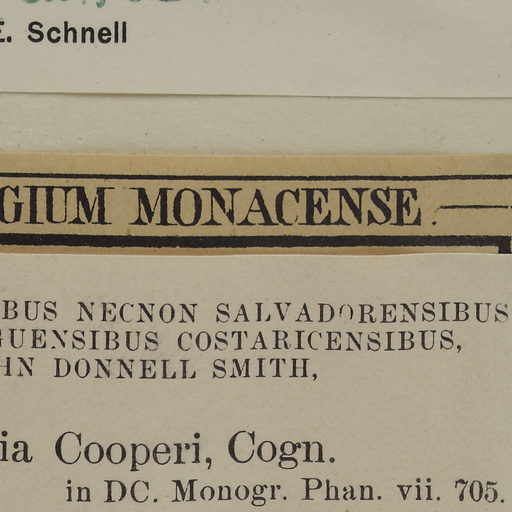 E. Schnell
GIUM MONACENSE.
IBUS NECNON SALVADORENSIBUS
GUENSIBUS COSTARICENSIBUS,
HN DONNELL SMITH,
ia Cooperi, Cogn.
in DC. Monogr. Phan. vii. 705.